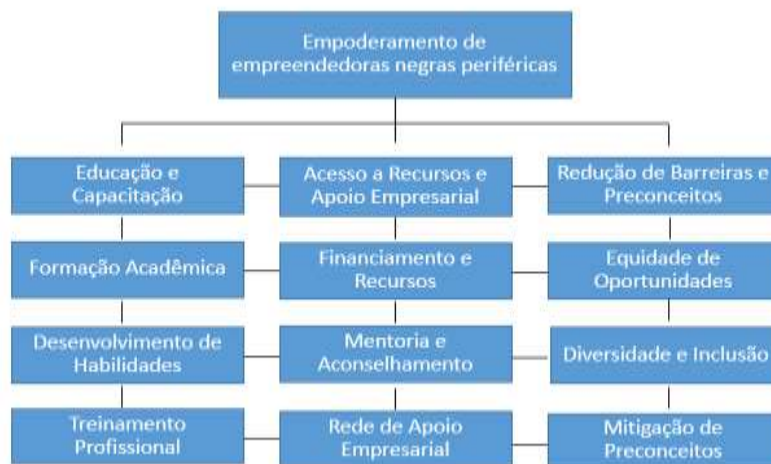 Empoderamento de
empreendedoras negras periféricas
Educação e
Capacitação
Acesso a Recursos e
Apoio Empresarial
Redução de Barreiras e
Preconceitos
Formação Acadêmica
Financiamento e
Recursos
Equidade de
Oportunidades
Desenvolvimento de
Habilidades
Mentoria e
Aconselhamento
Diversidade e Inclusão
Treinamento
Profissional
Rede de Apoio
Empresarial
Mitigação de
Preconceitos